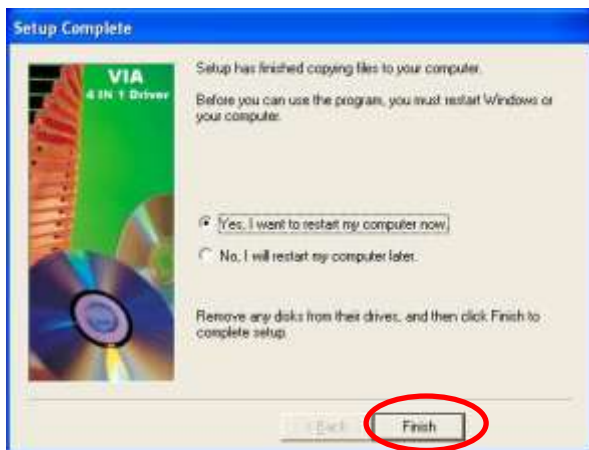 Setup Complete
VIA
4 IN 1 Driver
Setup has finished copying files to your computer.
Before you can use the program, you must restart Windows or
your computer.
Yes, I want to restart my computer now.
No, I will restart my computer later.
Remove any disks from their drives, and then click Finish to
complete setup.
< Back
Finish